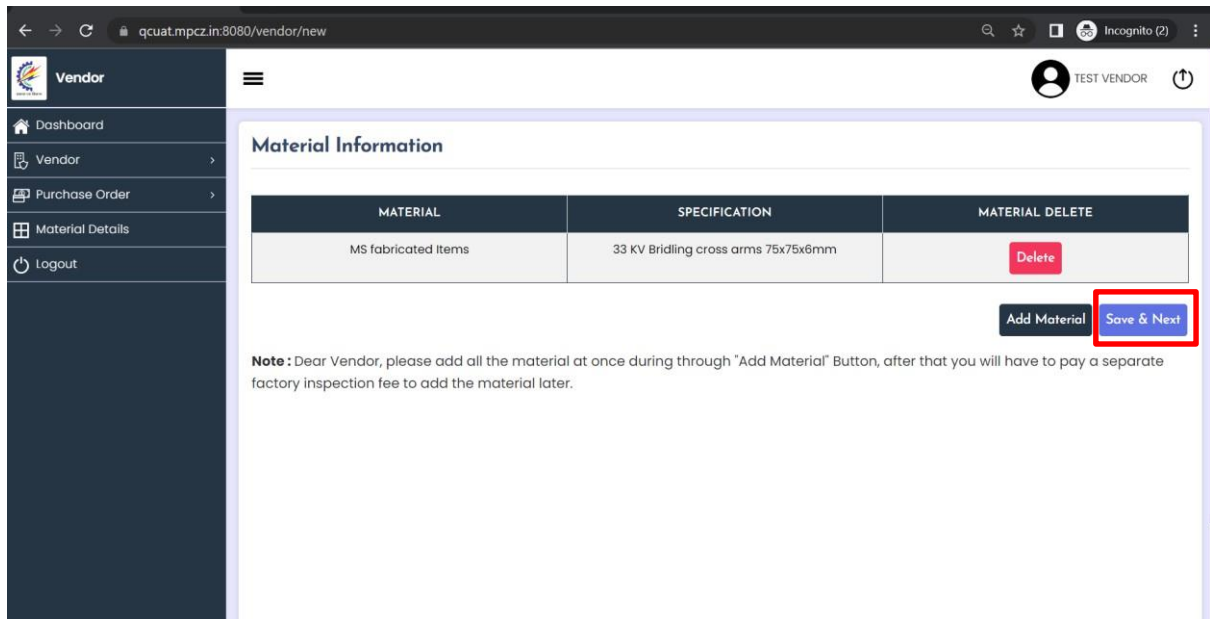 qcuat.mpcz.in:8080/vendor/new
Incognito (2)
Vendor
TEST VENDOR
Dashboard
Vendor
Purchase Order
Material Details
Logout
Material Information
MATERIAL SPECIFICATION MATERIAL DELETE
MS fabricated Items 33 KV Bridling cross arms 75x75x6mm Delete
Add Material Save & Next
Note : Dear Vendor, please add all the material at once during through "Add Material" Button, after that you will have to pay a separate
factory inspection fee to add the material later.